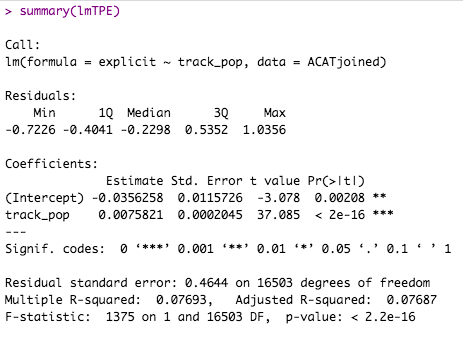 > summary(lmTPE)
Call:
lm(formula = explicit ~ track_pop, data = ACATjoined)
Residuals:
Min 1Q Median 3Q Max
-0.7226 -0.4041 -0.2298 0.5352 1.0356
Coefficients:
Estimate Std. Error t value Pr(>|t|)
(Intercept) -0.0356258 0.0115726 -3.078 0.00208 **
track_pop 0.0075821 0.0002045 37.085 < 2e-16 ***
---
Signif. codes: 0 ‘***’ 0.001 ‘**’ 0.01 ‘*’ 0.05 ‘.’ 0.1 ‘ ’ 1
Residual standard error: 0.4644 on 16503 degrees of freedom
Multiple R-squared: 0.07693, Adjusted R-squared: 0.07687
F-statistic: 1375 on 1 and 16503 DF, p-value: < 2.2e-16